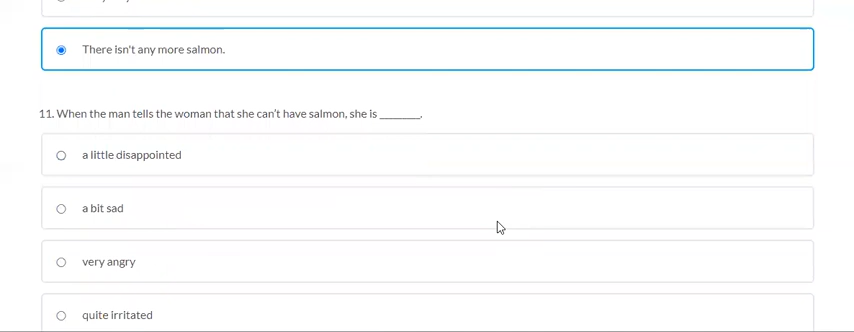 There isn't any more salmon.
11. When the man tells the woman that she can't have salmon, she is ________.
a little disappointed
a bit sad
very angry
quite irritated